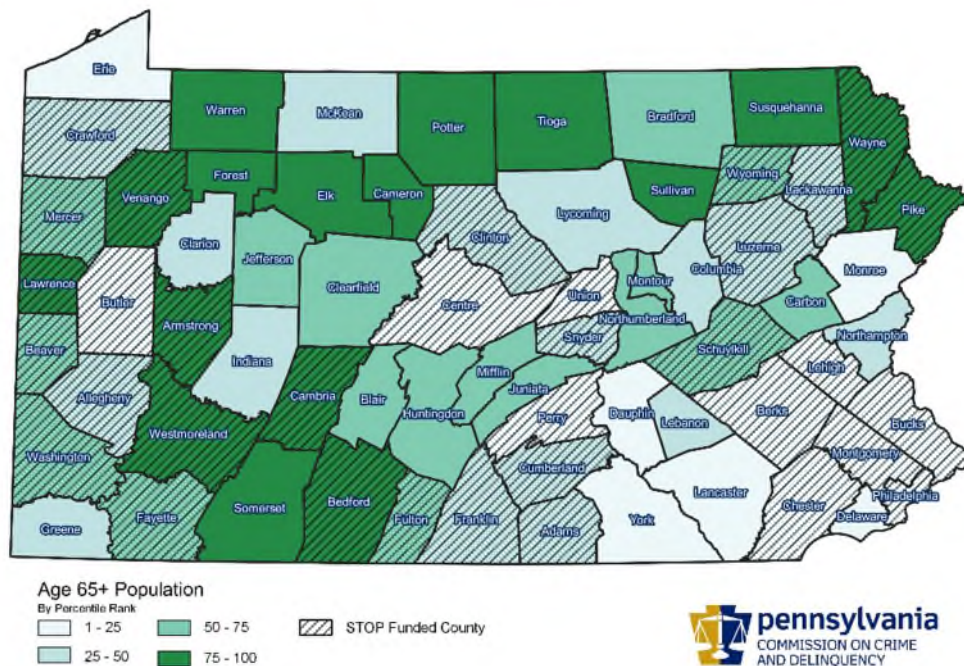 Erie
Warren
McKean
Potter
Tioga
Bradford
Susquehanna
Wayne
Crawford
Forest
Wyoming
Lackawanna
Venango
Elk
Cameron
Sullivan
Pike
Mercer
Clarion
Lycoming
Clinton
Luzerne
Jefferson
Columbia
Monroe
Lawrence
Butler
Clearfield
Centre
Union
Montour
Carbon
Armstrong
Northumberland
Northampton
Beaver
Snyder
Schuylkill
Indiana
Lehigh
Allegheny
Cambria
Blair
Mifflin
Juniata
Huntingdon
Perry
Dauphin
Lebanon
Berks
Bucks
Westmoreland
Montgomery
Washington
Cumberland
Lancaster
Philadelphia
Somerset
Bedford
Chester
Delaware
Fayette
Fulton
Franklin
Adams
York
Greene
Age 65+ Population
By Percentile Rank
1 - 25
50 - 75
STOP Funded County
25 - 50
75 - 100
pennsylvania
COMMISSION ON CRIME
AND DELINQUENCY